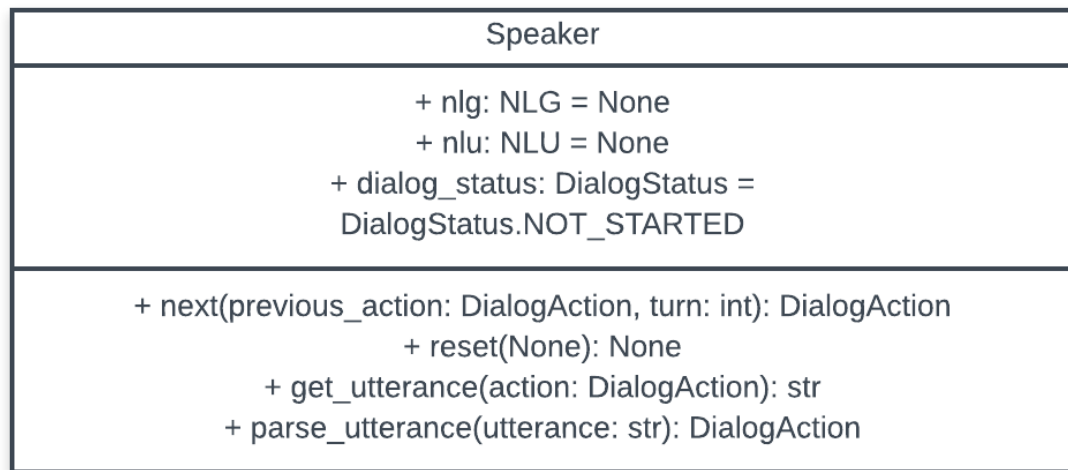 Speaker
+ nlg: NLG = None
+ nlu: NLU = None
+ dialog_status: DialogStatus =
DialogStatus.NOT_STARTED
+ next(previous_action: DialogAction, turn: int): DialogAction
+ reset(None): None
+ get_utterance(action: DialogAction): str
+ parse_utterance(utterance: str): DialogAction